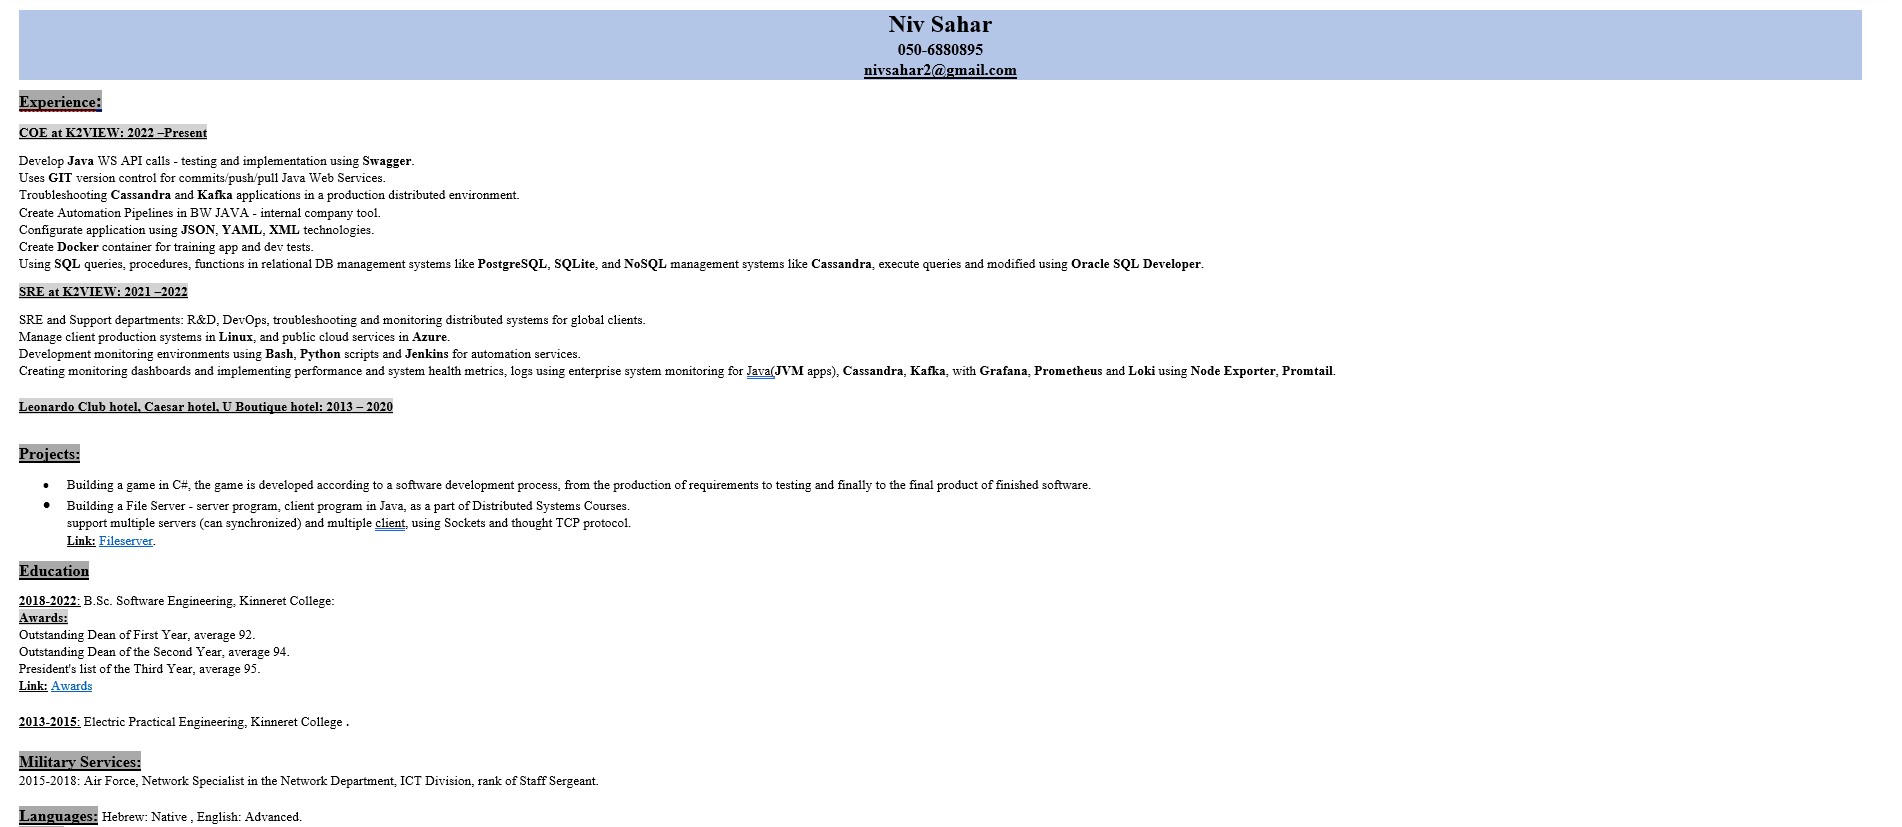 Niv Sahar
050-6880895
nivsahar2@gmail.com
Experience:
COE at K2VIEW: 2022 –Present
Develop Java WS API calls - testing and implementation using Swagger.
Uses GIT version control for commits/push/pull Java Web Services.
Troubleshooting Cassandra and Kafka applications in a production distributed environment.
Create Automation Pipelines in BW JAVA - internal company tool.
Configurate application using JSON, YAML, XML technologies.
Create Docker container for training app and dev tests.
Using SQL queries, procedures, functions in relational DB management systems like PostgreSQL, SQLite, and NoSQL management systems like Cassandra, execute queries and modified using Oracle SQL Developer.
SRE at K2VIEW: 2021 –2022
SRE and Support departments: R&D, DevOps, troubleshooting and monitoring distributed systems for global clients.
Manage client production systems in Linux, and public cloud services in Azure.
Development monitoring environments using Bash, Python scripts and Jenkins for automation services.
Creating monitoring dashboards and implementing performance and system health metrics, logs using enterprise system monitoring for Java(JVM apps), Cassandra, Kafka, with Grafana, Prometheus and Loki using Node Exporter, Promtail.
Leonardo Club hotel, Caesar hotel, U Boutique hotel: 2013 – 2020
Projects:
• Building a game in C#, the game is developed according to a software development process, from the production of requirements to testing and finally to the final product of finished software.
• Building a File Server - server program, client program in Java, as a part of Distributed Systems Courses.
support multiple servers (can synchronized) and multiple client, using Sockets and thought TCP protocol.
Link: Fileserver.
Education
2018-2022: B.Sc. Software Engineering, Kinneret College:
Awards:
Outstanding Dean of First Year, average 92.
Outstanding Dean of the Second Year, average 94.
President's list of the Third Year, average 95.
Link: Awards
2013-2015: Electric Practical Engineering, Kinneret College .
Military Services:
2015-2018: Air Force, Network Specialist in the Network Department, ICT Division, rank of Staff Sergeant.
Languages: Hebrew: Native , English: Advanced.